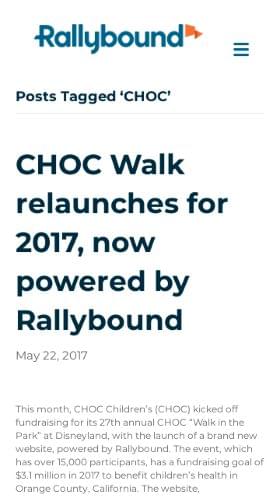 Rallybound
Posts Tagged ‘CHOC’
CHOC Walk
relaunches for
2017, now
powered by
Rallybound
May 22, 2017
This month, CHOC Children’s (CHOC) kicked off
fundraising for its 27th annual CHOC “Walk in the
Park” at Disneyland, with the launch of a brand new
website, powered by Rallybound. The event, which
has over 15,000 participants, has a fundraising goal of
$3.1 million in 2017 to benefit children’s health in
Orange County, California. The website,